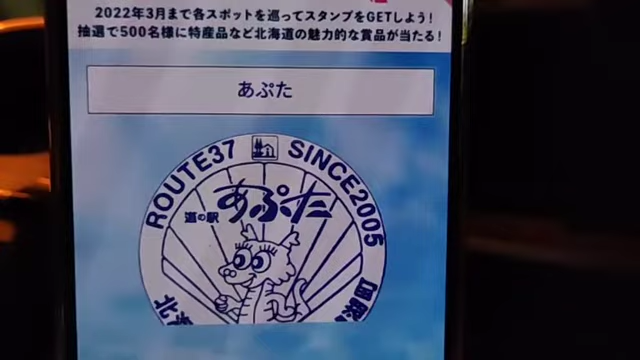 2022年3月まで各スポットを巡ってスタンプをGETしよう!
抽選で500名様に特産品など北海道の魅力的な賞品が当たる!
あぷた
ROUTE37
SINCE2005
道の駅
あぷた
北